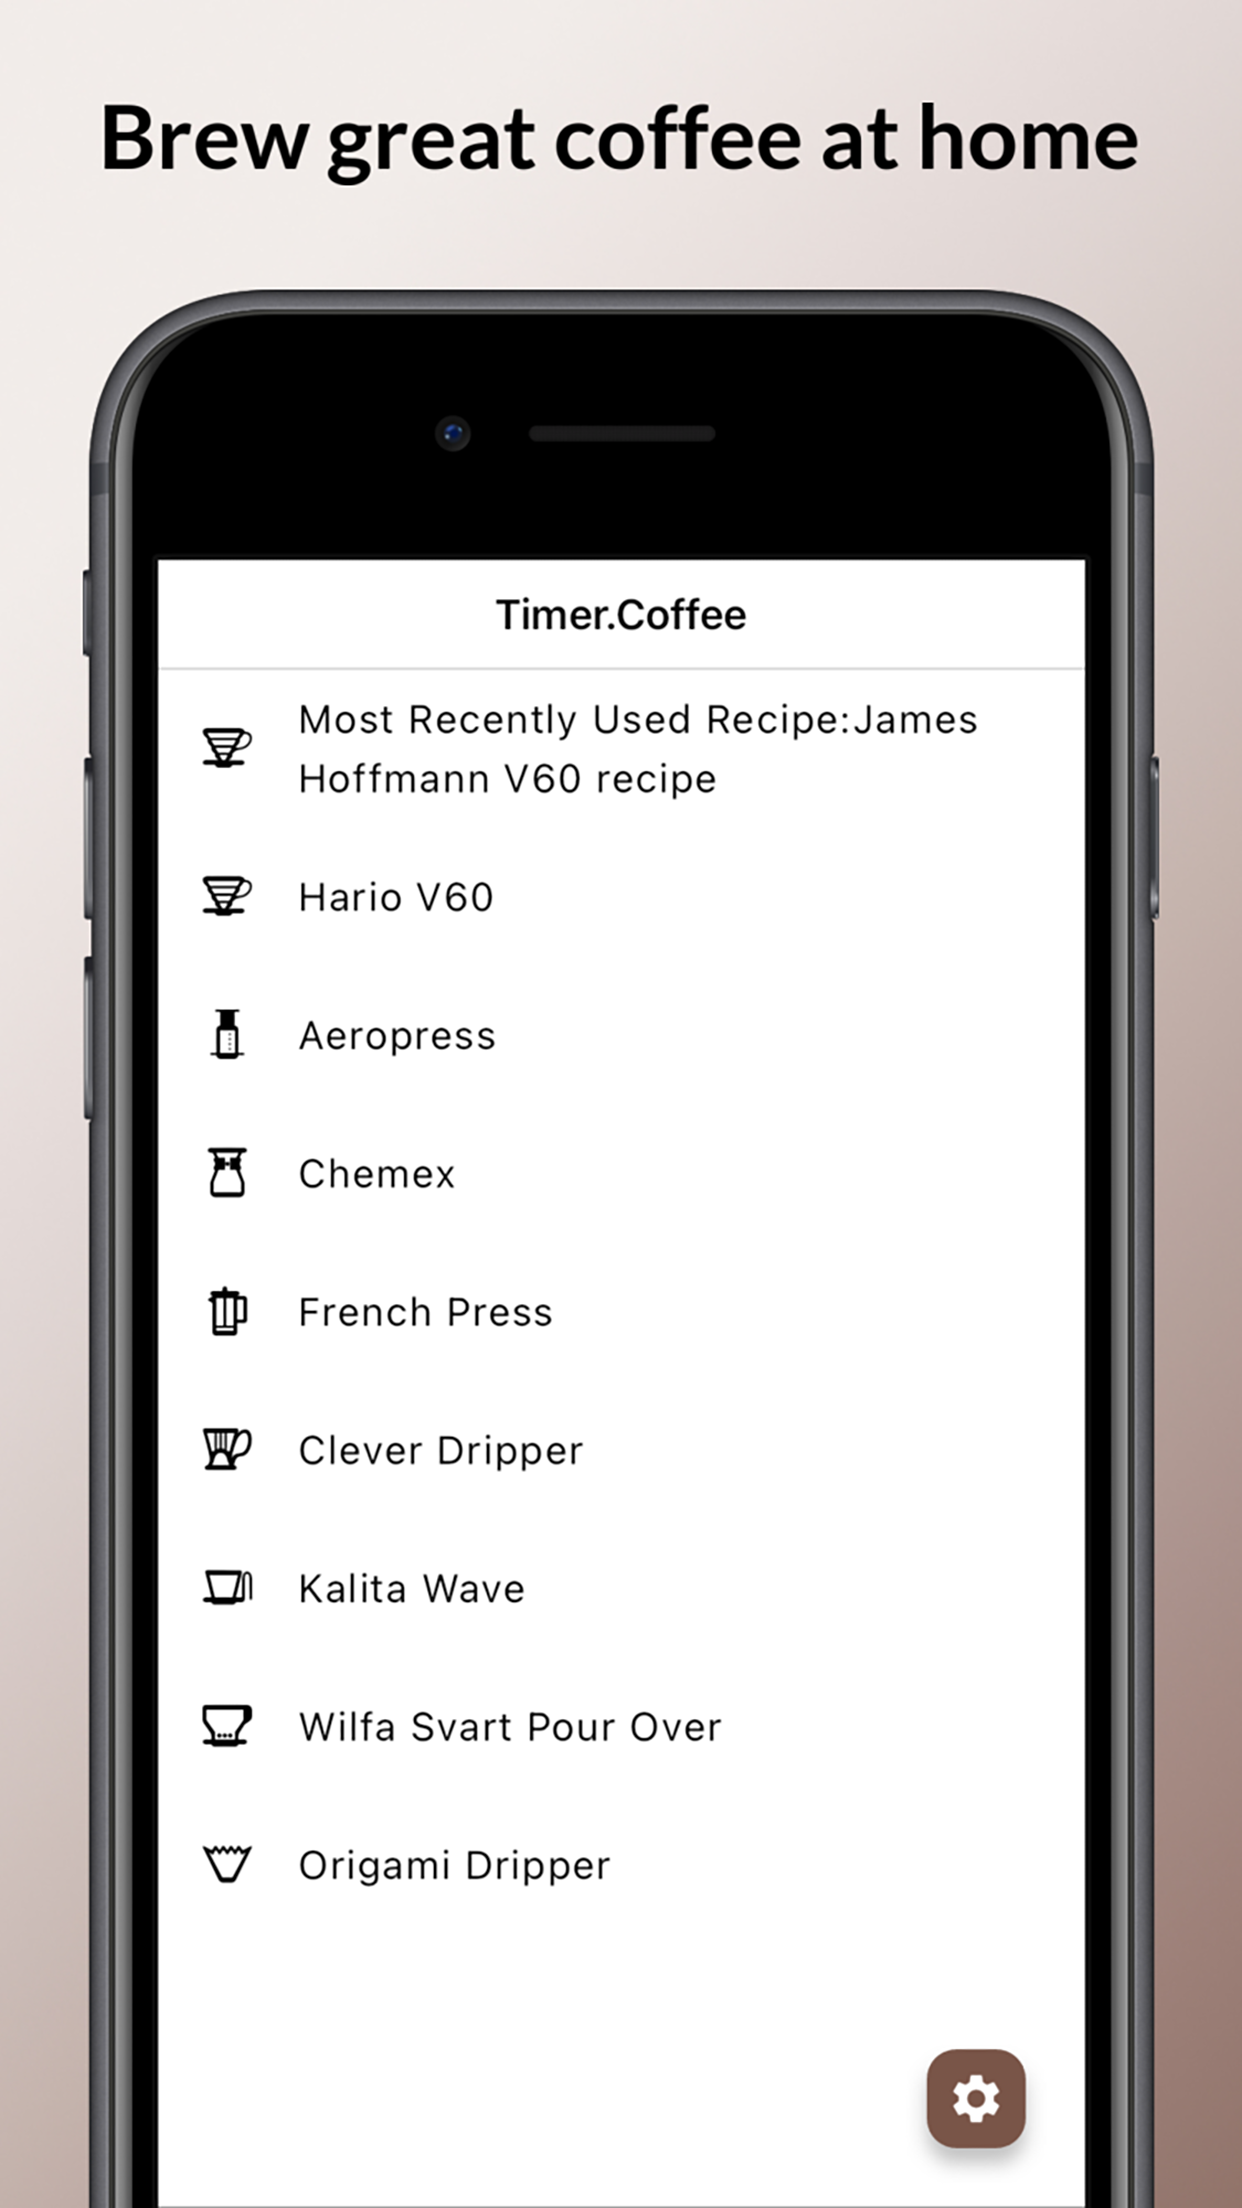 Brew great coffee at home
Timer.Coffee
Most Recently Used Recipe:James
Hoffmann V60 recipe
Hario V60
Aeropress
Chemex
French Press
Clever Dripper
Kalita Wave
Wilfa Svart Pour Over
Origami Dripper